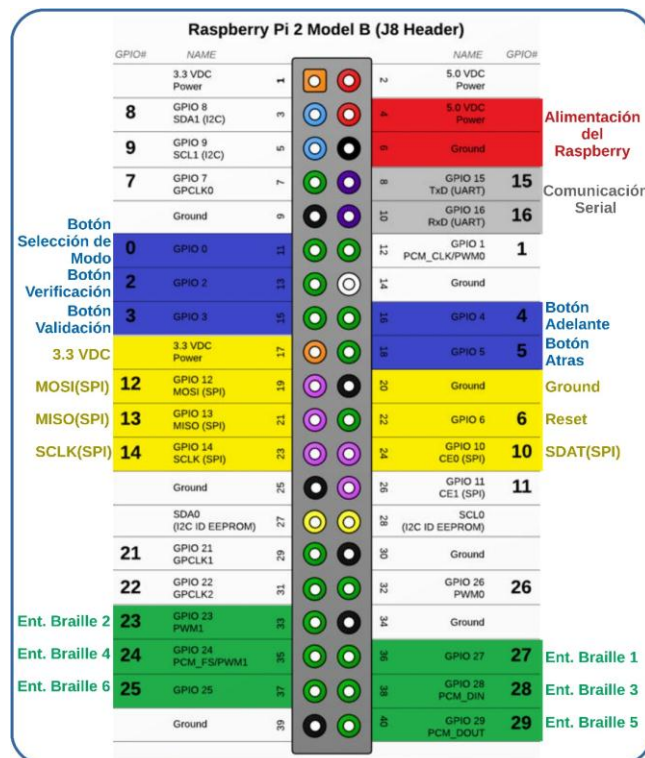 Raspberry Pi 2 Model B (J8 Header)
GPIO# NAME NAME GPIO#
3.3 VDC
Power
1
2
5.0 VDC
Power
8
GPIO 8
SDA1 (I2C)
3
4
5.0 VDC
Power
Alimentación
del
Raspberry
9
GPIO 9
SCL1 (I2C)
5
6
Ground
7
GPIO 7
GPCLK0
7
8
GPIO 15
TxD (UART)
15
Comunicación
Serial
Ground
9
10
GPIO 16
RxD (UART)
16
Botón
Selección de
Modo
0
GPIO 0
11
12
GPIO 1
PCM_CLK/PWM0
1
Botón
Verificación
2
GPIO 2
13
14
Ground
Botón
Validación
3
GPIO 3
15
16
GPIO 4
4
Botón
Adelante
3.3 VDC
3.3 VDC
Power
17
18
GPIO 5
5
Botón
Atras
MOSI(SPI)
12
GPIO 12
MOSI (SPI)
19
20
Ground
Ground
MISO(SPI)
13
GPIO 13
MISO (SPI)
21
22
GPIO 6
6
Reset
SCLK(SPI)
14
GPIO 14
SCLK (SPI)
23
24
GPIO 10
CE0 (SPI)
10
SDAT(SPI)
Ground
25
26
GPIO 11
CE1 (SPI)
11
SDA0
(I2C ID EEPROM)
27
28
SCL0
(I2C ID EEPROM)
21
GPIO 21
GPCLK1
29
30
Ground
22
GPIO 22
GPCLK2
31
32
GPIO 26
PWM0
26
Ent. Braille 2
23
GPIO 23
PWM1
33
34
Ground
Ent. Braille 4
24
GPIO 24
PCM_FS/PWM1
35
36
GPIO 27
27
Ent. Braille 1
Ent. Braille 6
25
GPIO 25
37
38
GPIO 28
PCM_DIN
28
Ent. Braille 3
Ground
39
40
GPIO 29
PCM_DOUT
29
Ent. Braille 5